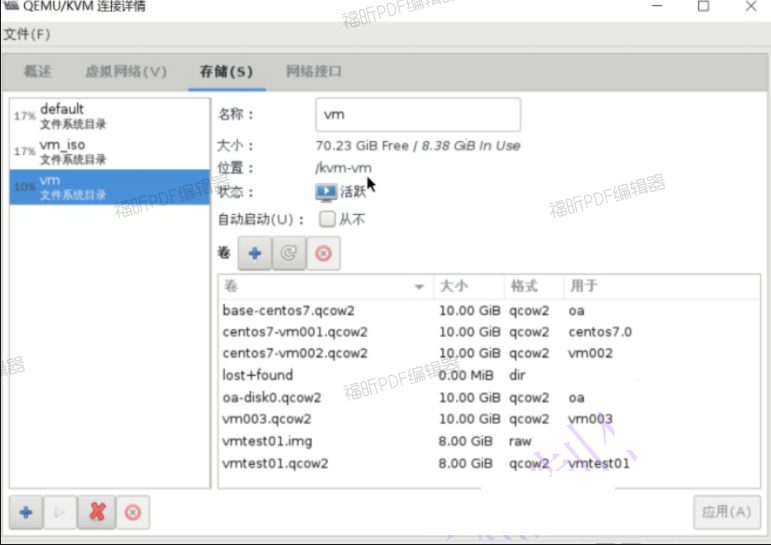 QEMU/KVM 连接详情
福昕PDF编辑器
文件(F)
概述 虚拟网络(V) 存储(S) 网络接口
17% default
文件系统目录
17% vm_iso
文件系统目录
10% vm
文件系统目录
名称： vm
大小： 70.23 GiB Free / 8.38 GiB In Use
位置： /kvm-vm
状态： 活跃
自动启动(U)： 从不
福昕PDF编辑器
福昕PDF编辑器
卷
卷 大小 格式 用于
base-centos7.qcow2 10.00 GiB qcow2 oa
centos7-vm001.qcow2 10.00 GiB qcow2 centos7.0
centos7-vm002.qcow2 10.00 GiB qcow2 vm002
lost+found 0.00 MiB dir
oa-disk0.qcow2 10.00 GiB qcow2 oa
vm003.qcow2 10.00 GiB qcow2 vm003
vmtest01.img 8.00 GiB raw
vmtest01.qcow2 8.00 GiB qcow2 vmtest01
福昕PDF编辑器
辑器
应用(A)